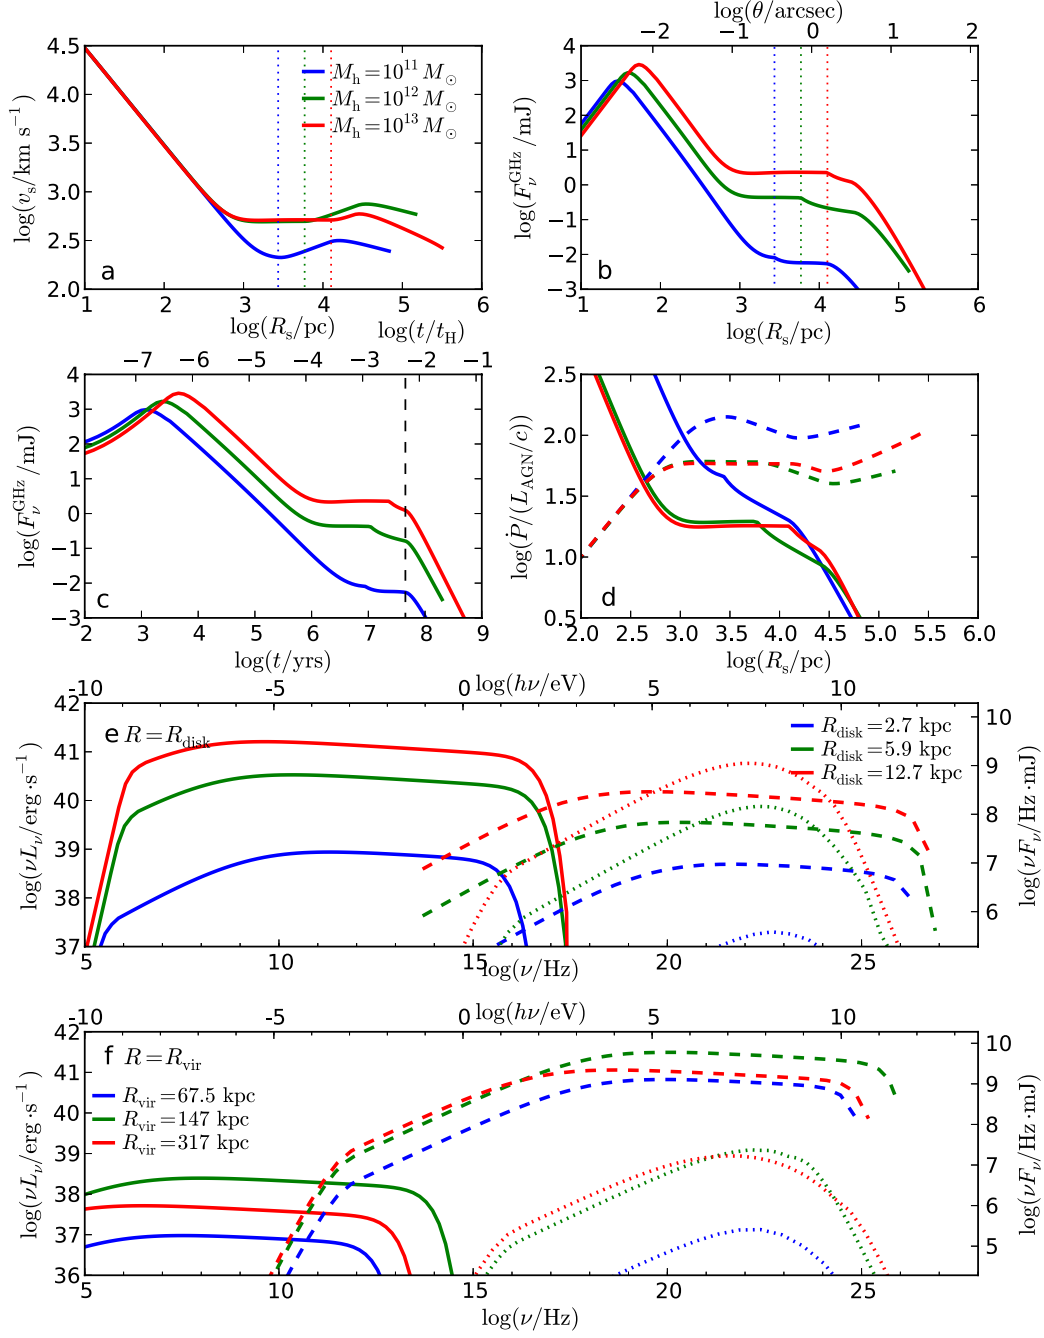 log(θ/arcsec)
−2 −1 0 1 2
4.5
4.0
3.5
3.0
2.5
2.0
log(v_s/km s⁻¹)
M_h=10¹¹ M_⊙
M_h=10¹² M_⊙
M_h=10¹³ M_⊙
a
1 2 3 4 5 6
log(R_s/pc)
4
3
2
1
0
−1
−2
−3
log(F_ν^GHz/mJ)
b
1 2 3 4 5 6
log(R_s/pc)
log(t/t_H)
−7 −6 −5 −4 −3 −2 −1
4
3
2
1
0
−1
−2
−3
log(F_ν^GHz/mJ)
c
2 3 4 5 6 7 8 9
log(t/yrs)
2.5
2.0
1.5
1.0
0.5
log(Ṗ/(L_AGN/c))
d
2.0 2.5 3.0 3.5 4.0 4.5 5.0 5.5 6.0
log(R_s/pc)
−10 −5 0 5 10
log(hν/eV)
42
41
40
39
38
37
log(νL_ν/erg·s⁻¹)
e R=R_disk
R_disk=2.7 kpc
R_disk=5.9 kpc
R_disk=12.7 kpc
10
9
8
7
6
log(νF_ν/Hz·mJ)
5 10 15 20 25
log(ν/Hz)
−10 −5 0 5 10
log(hν/eV)
42
41
40
39
38
37
36
log(νL_ν/erg·s⁻¹)
f R=R_vir
R_vir=67.5 kpc
R_vir=147 kpc
R_vir=317 kpc
10
9
8
7
6
5
log(νF_ν/Hz·mJ)
5 10 15 20 25
log(ν/Hz)